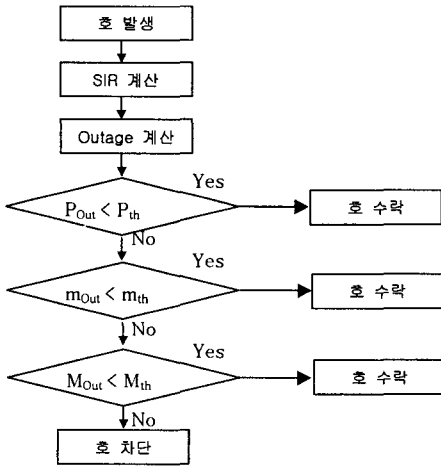 호 발생
SIR 계산
Outage 계산
Yes
P_Out < P_th
호 수락
No
Yes
m_Out < m_th
호 수락
No
Yes
M_Out < M_th
호 수락
No
호 차단